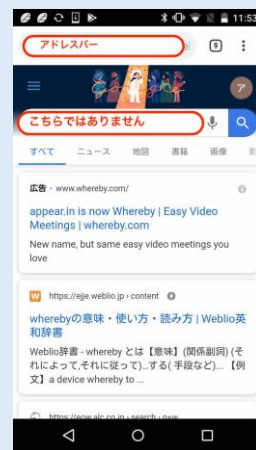 11:53
アドレスバー
9
ア
こちらではありません
すべて ニュース 地図 書籍 画像
広告・www.whereby.com/
appear.in is now Whereby | Easy Video
Meetings | whereby.com
New name, but same easy video meetings you
love
W https://ejje.weblio.jp › content
wherebyの意味・使い方・読み方 | Weblio英
和辞書
Weblio辞書 - whereby とは【意味】(関係副詞) (そ
れによって,それに従って)…する( 手段など)... 【例
文】a device whereby to ...
https://eow.alc.co.jp › search › q=w